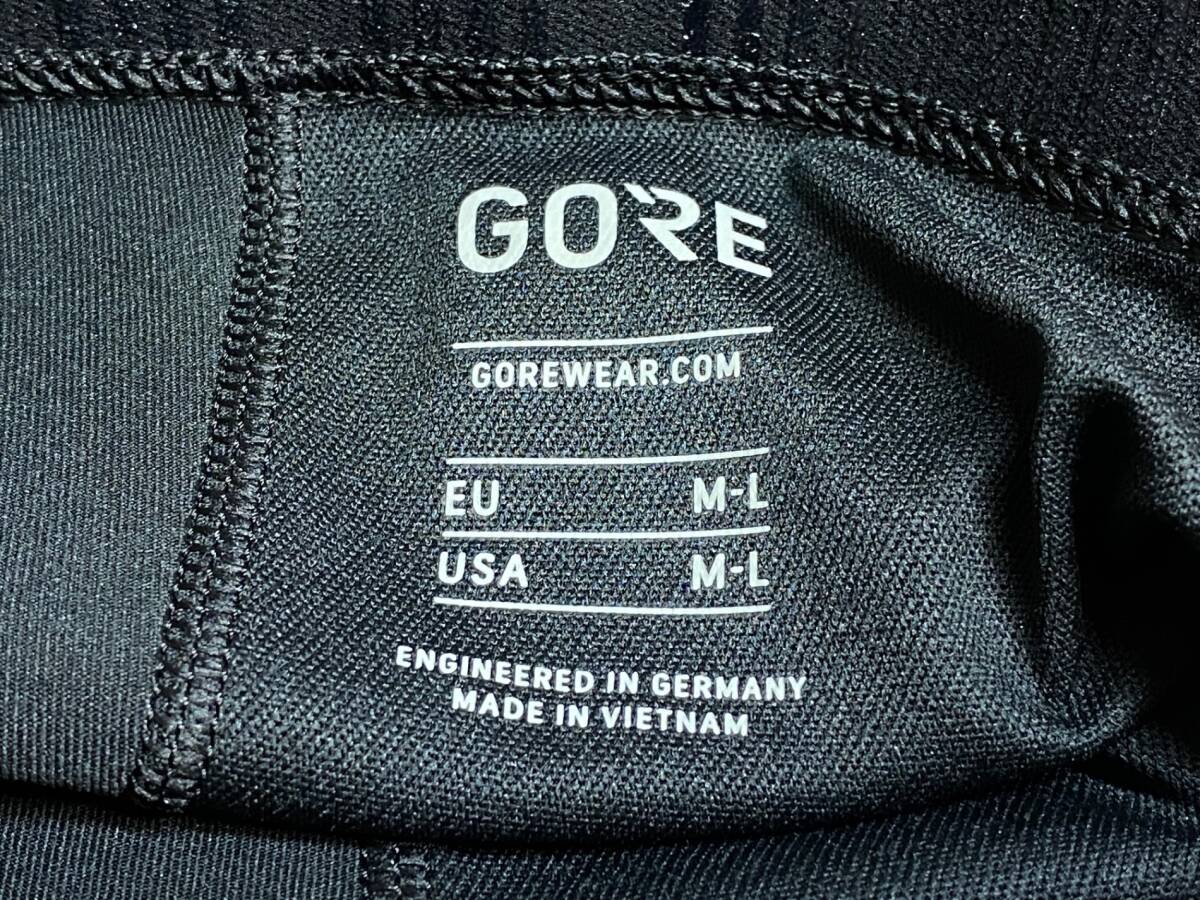 GORE
GOREWEAR.COM
EU M-L
USA M-L
ENGINEERED IN GERMANY
MADE IN VIETNAM